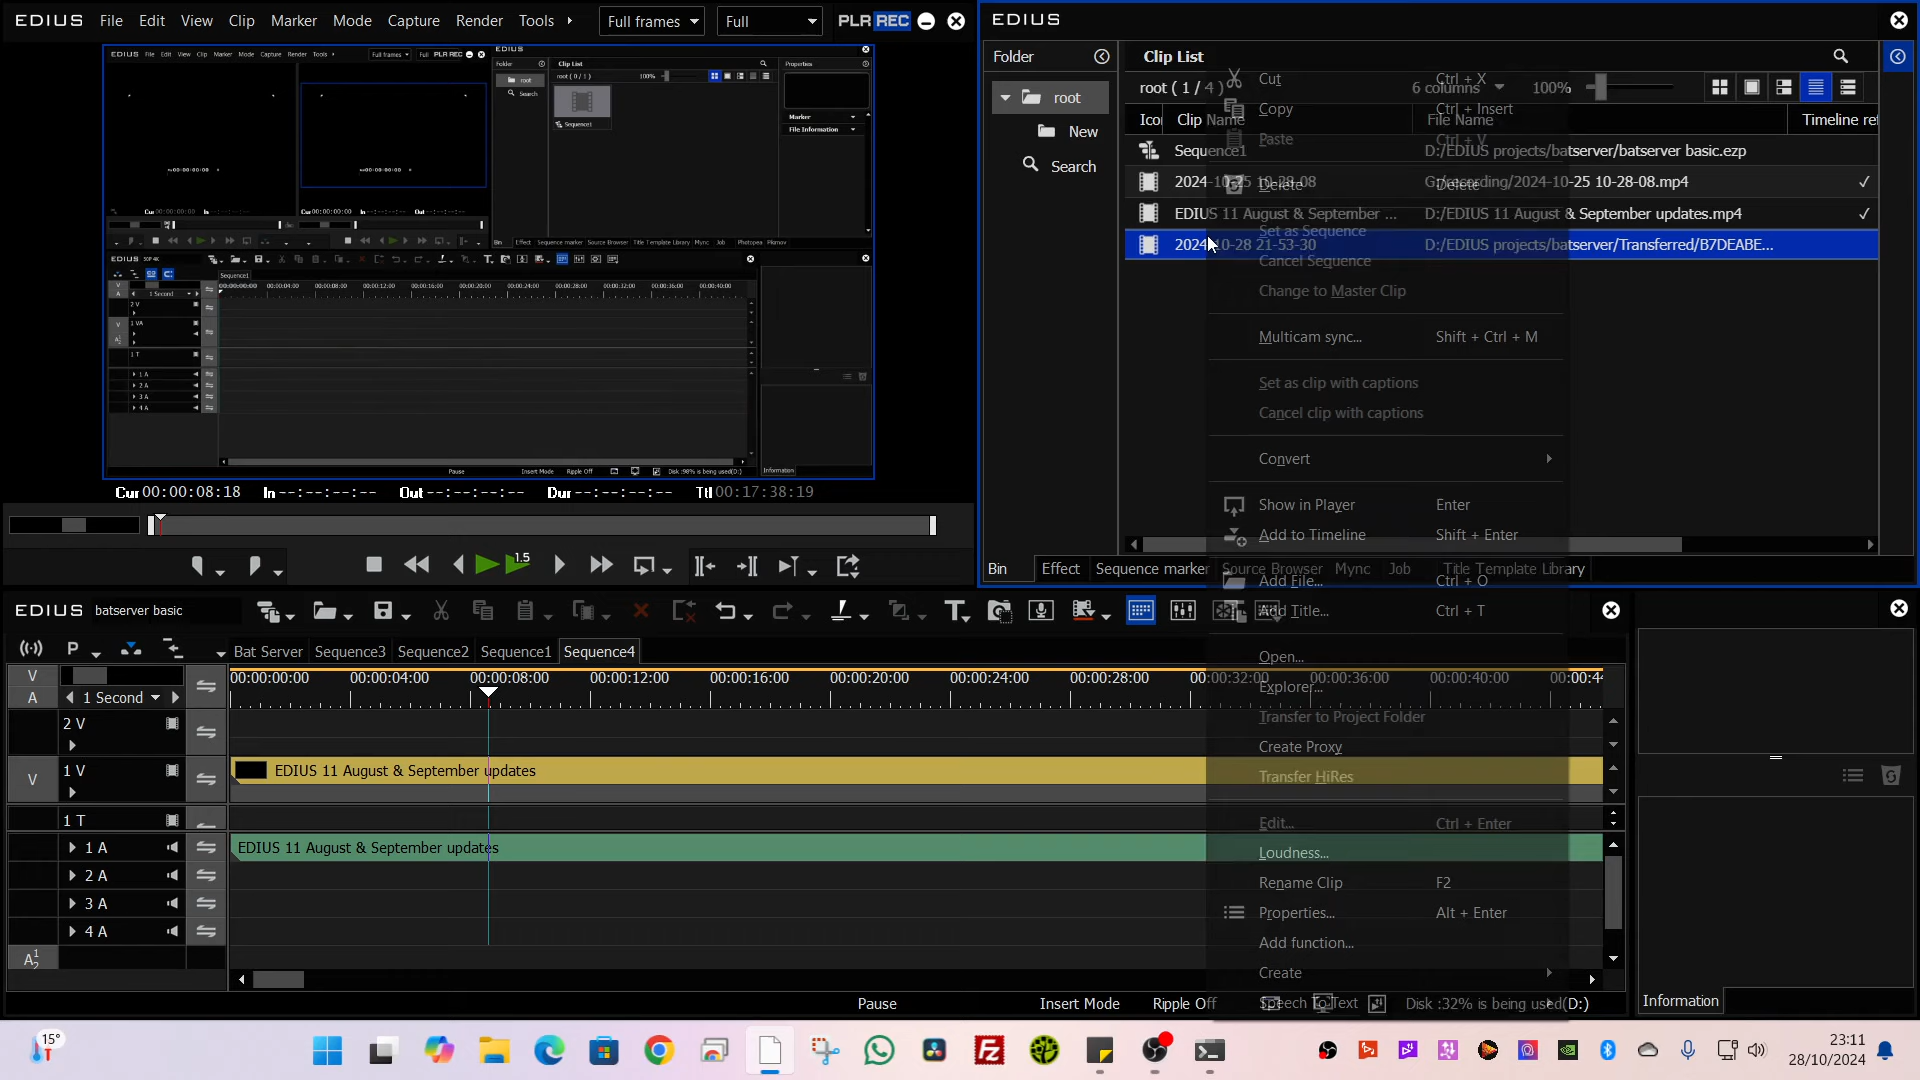 EDIUS File Edit View Clip Marker Mode Capture Render Tools Full frames Full PLR REC
EDIUS
Folder
Clip List
root
New
Search
root ( 1 / 4 )
6 columns
100%
Icon Clip Name File Name Timeline ref
Sequence1 D:/EDIUS projects/batserver/batserver basic.ezp
2024-10-25 10-28-08 G:/recording/2024-10-25 10-28-08.mp4
EDIUS 11 August & September ... D:/EDIUS 11 August & September updates.mp4
2024-10-28 21-53-30 D:/EDIUS projects/batserver/Transferred/B7DEABE...
Cut Ctrl + X
Copy Ctrl + Insert
Paste Ctrl + V
Delete Delete
Set as Sequence
Cancel Sequence
Change to Master Clip
Multicam sync... Shift + Ctrl + M
Set as clip with captions
Cancel clip with captions
Convert
Show in Player Enter
Add to Timeline Shift + Enter
Add File... Ctrl + O
Add Title... Ctrl + T
Open...
Explorer...
Transfer to Project Folder
Create Proxy
Transfer HiRes
Edit... Ctrl + Enter
Loudness...
Rename Clip F2
Properties... Alt + Enter
Add function...
Create
Speech To Text
Bin Effect Sequence marker Source Browser Mync Job Title Template Library
Cur 00:00:08:18 In --:--:--:-- Out --:--:--:-- Dur --:--:--:-- Ttl 00:17:38:19
1.5
EDIUS batserver basic
P
Bat Server Sequence3 Sequence2 Sequence1 Sequence4
V
A
1 Second
00:00:00:00 00:00:04:00 00:00:08:00 00:00:12:00 00:00:16:00 00:00:20:00 00:00:24:00 00:00:28:00 00:00:32:00 00:00:36:00 00:00:40:00 00:00:44
2 V
V 1 V EDIUS 11 August & September updates
1 T
1 A EDIUS 11 August & September updates
2 A
3 A
4 A
A 1 2
Pause Insert Mode Ripple Off Disk :32% is being used(D:)
Information
15°
23:11
28/10/2024